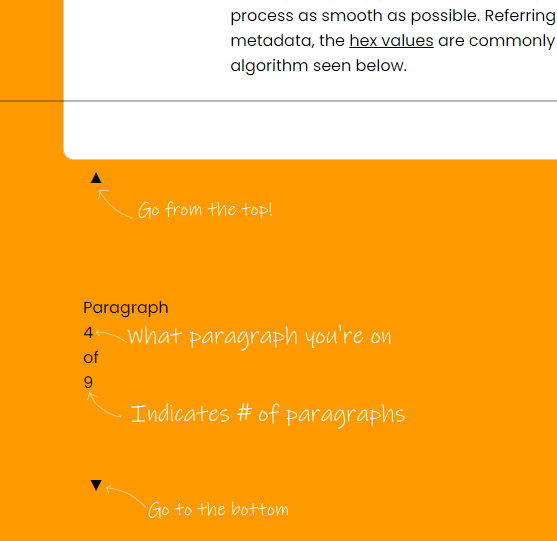 process as smooth as possible. Referring
metadata, the hex values are commonly
algorithm seen below.
▲
Go from the top!
Paragraph
4
What paragraph you're on
of
9
Indicates # of paragraphs
▼
Go to the bottom